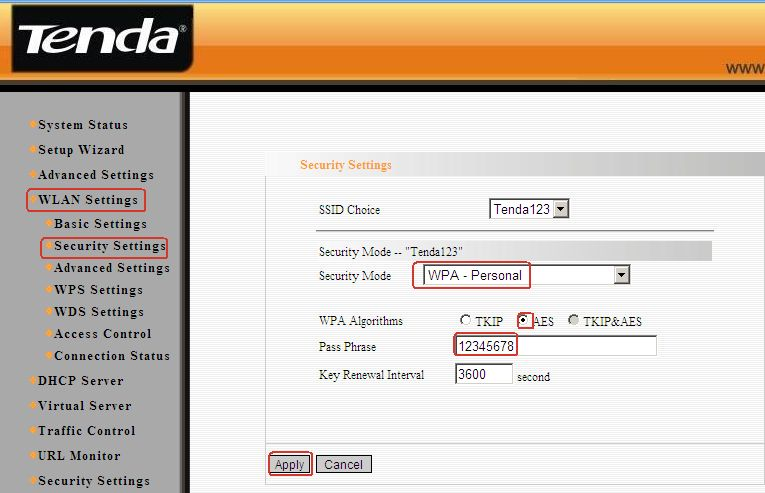 Tenda®
www
System Status
Setup Wizard
Advanced Settings
WLAN Settings
Basic Settings
Security Settings
Advanced Settings
WPS Settings
WDS Settings
Access Control
Connection Status
DHCP Server
Virtual Server
Traffic Control
URL Monitor
Security Settings
Security Settings
SSID Choice Tenda123
Security Mode -- "Tenda123"
Security Mode WPA - Personal
WPA Algorithms TKIP AES TKIP&AES
Pass Phrase 12345678
Key Renewal Interval 3600 second
Apply Cancel